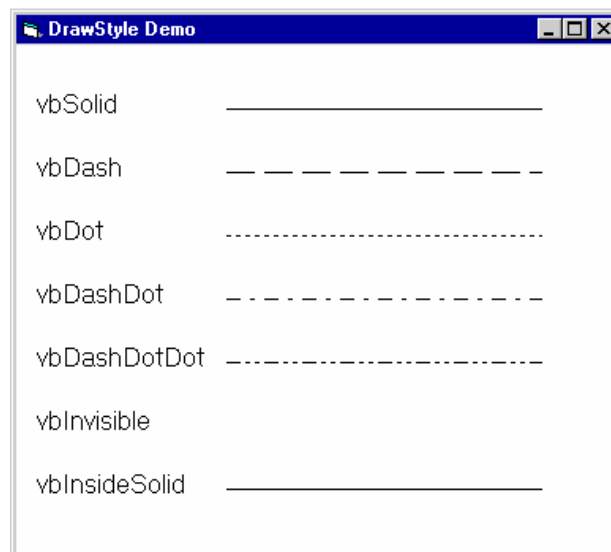 DrawStyle Demo
vbSolid
vbDash
vbDot
vbDashDot
vbDashDotDot
vbInvisible
vbInsideSolid